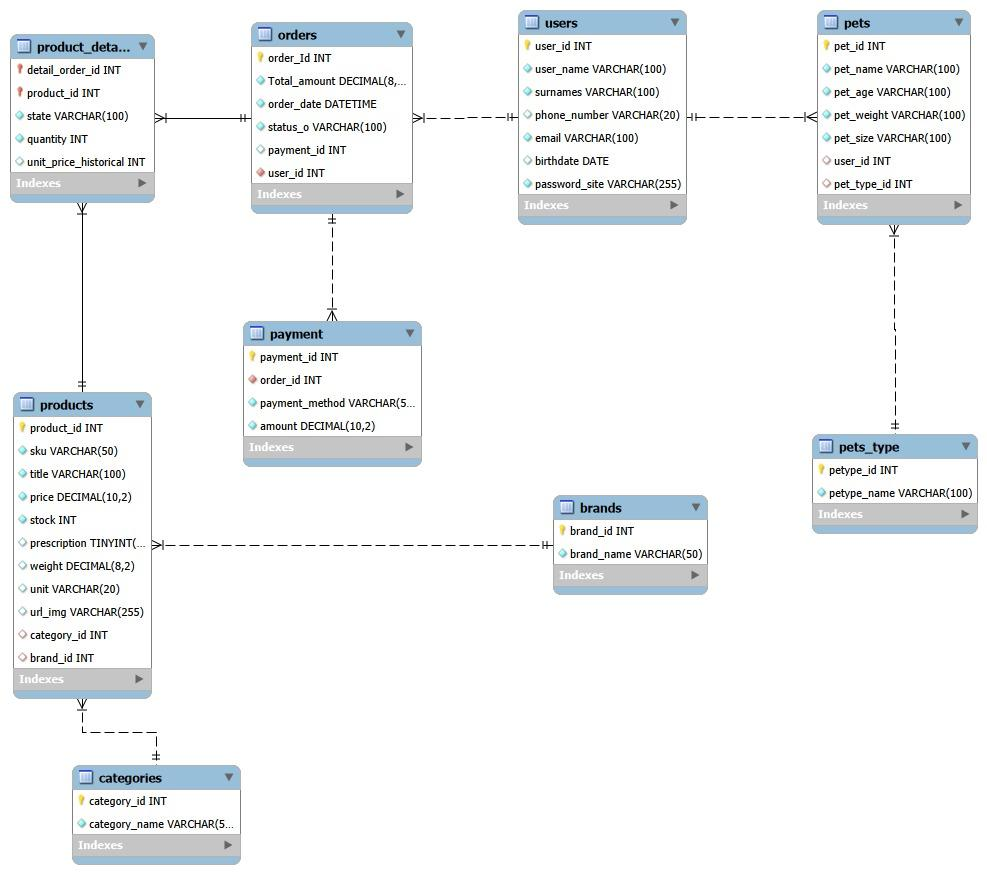 product_deta...
detail_order_id INT
product_id INT
state VARCHAR(100)
quantity INT
unit_price_historical INT
Indexes
orders
order_Id INT
Total_amount DECIMAL(8,...
order_date DATETIME
status_o VARCHAR(100)
payment_id INT
user_id INT
Indexes
users
user_id INT
user_name VARCHAR(100)
surnames VARCHAR(100)
phone_number VARCHAR(20)
email VARCHAR(100)
birthdate DATE
password_site VARCHAR(255)
Indexes
pets
pet_id INT
pet_name VARCHAR(100)
pet_age VARCHAR(100)
pet_weight VARCHAR(100)
pet_size VARCHAR(100)
user_id INT
pet_type_id INT
Indexes
payment
payment_id INT
order_id INT
payment_method VARCHAR(5...
amount DECIMAL(10,2)
Indexes
products
product_id INT
sku VARCHAR(50)
title VARCHAR(100)
price DECIMAL(10,2)
stock INT
prescription TINYINT(...
weight DECIMAL(8,2)
unit VARCHAR(20)
url_img VARCHAR(255)
category_id INT
brand_id INT
Indexes
brands
brand_id INT
brand_name VARCHAR(50)
Indexes
pets_type
petype_id INT
petype_name VARCHAR(100)
Indexes
categories
category_id INT
category_name VARCHAR(5...
Indexes